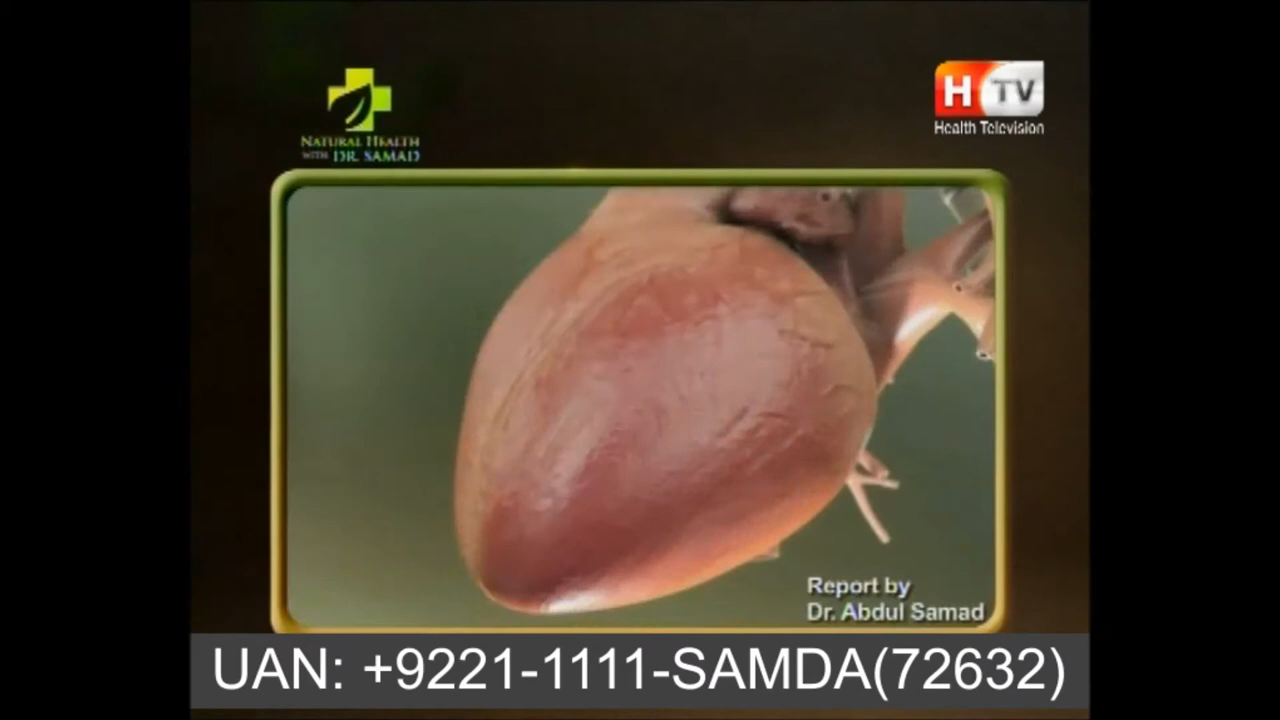 NATURAL HEALTH
WITH DR. SAMAD
H TV
Health Television
Report by
Dr. Abdul Samad
UAN: +9221-1111-SAMDA(72632)